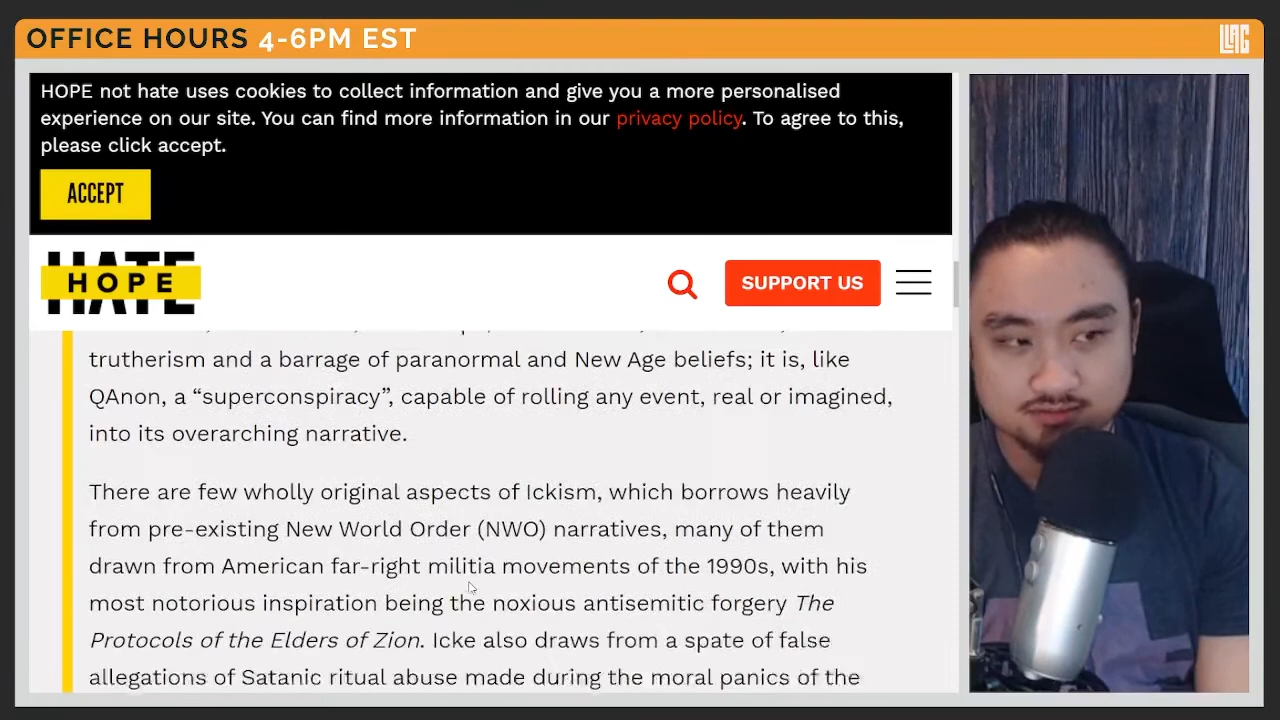 OFFICE HOURS 4-6PM EST
LLAG
HOPE not hate uses cookies to collect information and give you a more personalised
experience on our site. You can find more information in our privacy policy. To agree to this,
please click accept.
ACCEPT
HATE
HOPE
SUPPORT US
trutherism and a barrage of paranormal and New Age beliefs; it is, like
QAnon, a “superconspiracy”, capable of rolling any event, real or imagined,
into its overarching narrative.
There are few wholly original aspects of Ickism, which borrows heavily
from pre-existing New World Order (NWO) narratives, many of them
drawn from American far-right militia movements of the 1990s, with his
most notorious inspiration being the noxious antisemitic forgery The
Protocols of the Elders of Zion. Icke also draws from a spate of false
allegations of Satanic ritual abuse made during the moral panics of the